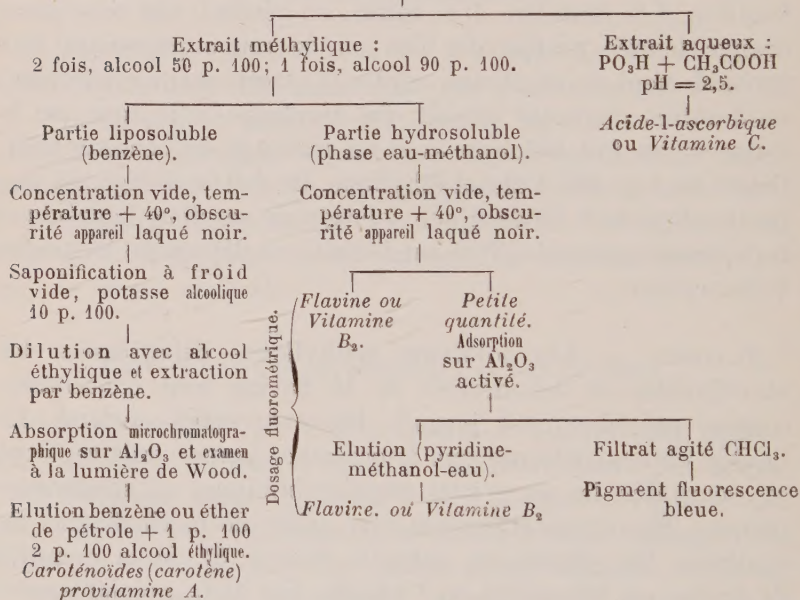 Extrait méthylique :
2 fois, alcool 50 p. 100; 1 fois, alcool 90 p. 100.
Extrait aqueux :
PO₃H + CH₃COOH
pH = 2,5.
Acide-l-ascorbique
ou Vitamine C.
Partie liposoluble
(benzène).
Concentration vide, tem-
pérature + 40°, obscu-
rité appareil laqué noir.
Saponification à froid
vide, potasse alcoolique
10 p. 100.
Dilution avec alcool
éthylique et extraction
par benzène.
Absorption microchromatogra-
phique sur Al₂O₃ et examen
à la lumière de Wood.
Elution benzène ou éther
de pétrole + 1 p. 100
2 p. 100 alcool éthylique.
Caroténoïdes (carotène)
provitamine A.
Partie hydrosoluble
(phase eau-méthanol).
Concentration vide, tem-
pérature + 40°, obscu-
rité appareil laqué noir.
Dosage fluorométrique.
Flavine ou
Vitamine
B₂.
Petite
quantité.
Adsorption
sur Al₂O₃
activé.
Elution (pyridine-
méthanol-eau).
Flavine. ou Vitamine B₂
Filtrat agité CHCl₃.
Pigment fluorescence
bleue.